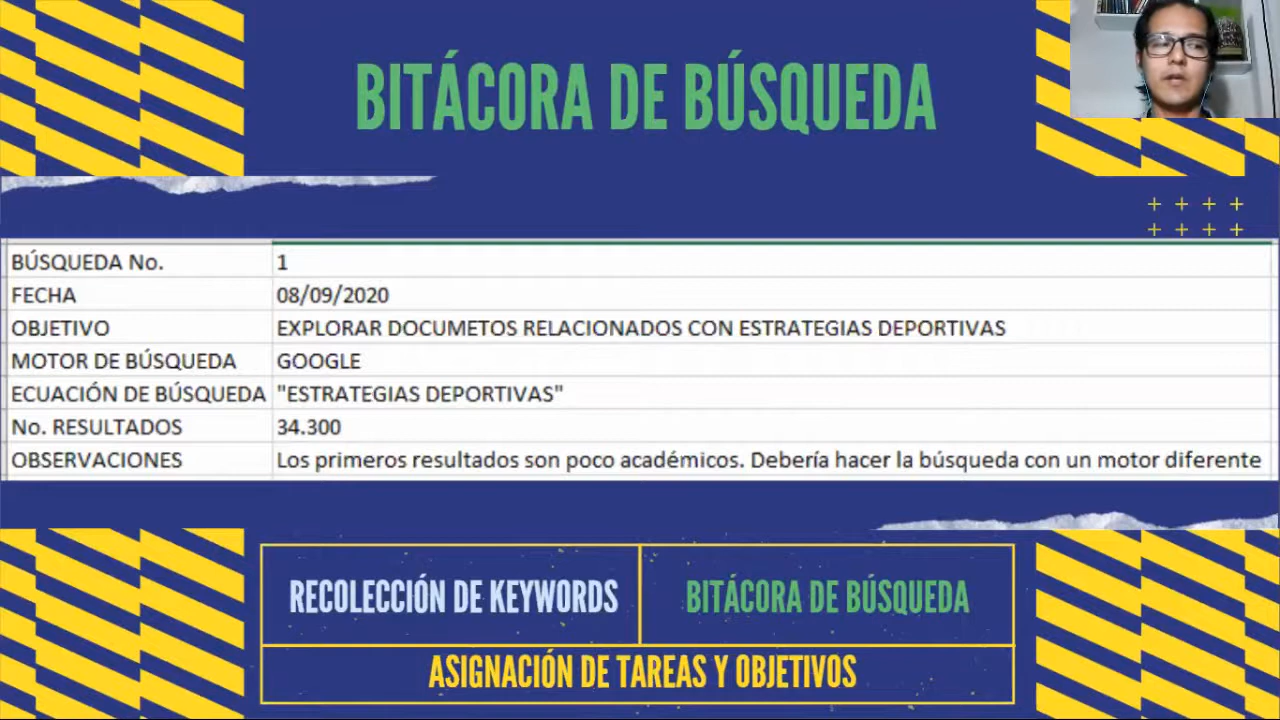 BITÁCORA DE BÚSQUEDA
BÚSQUEDA No. 1
FECHA 08/09/2020
OBJETIVO EXPLORAR DOCUMETOS RELACIONADOS CON ESTRATEGIAS DEPORTIVAS
MOTOR DE BÚSQUEDA GOOGLE
ECUACIÓN DE BÚSQUEDA "ESTRATEGIAS DEPORTIVAS"
No. RESULTADOS 34.300
OBSERVACIONES Los primeros resultados son poco académicos. Debería hacer la búsqueda con un motor diferente
RECOLECCIÓN DE KEYWORDS BITÁCORA DE BÚSQUEDA
ASIGNACIÓN DE TAREAS Y OBJETIVOS